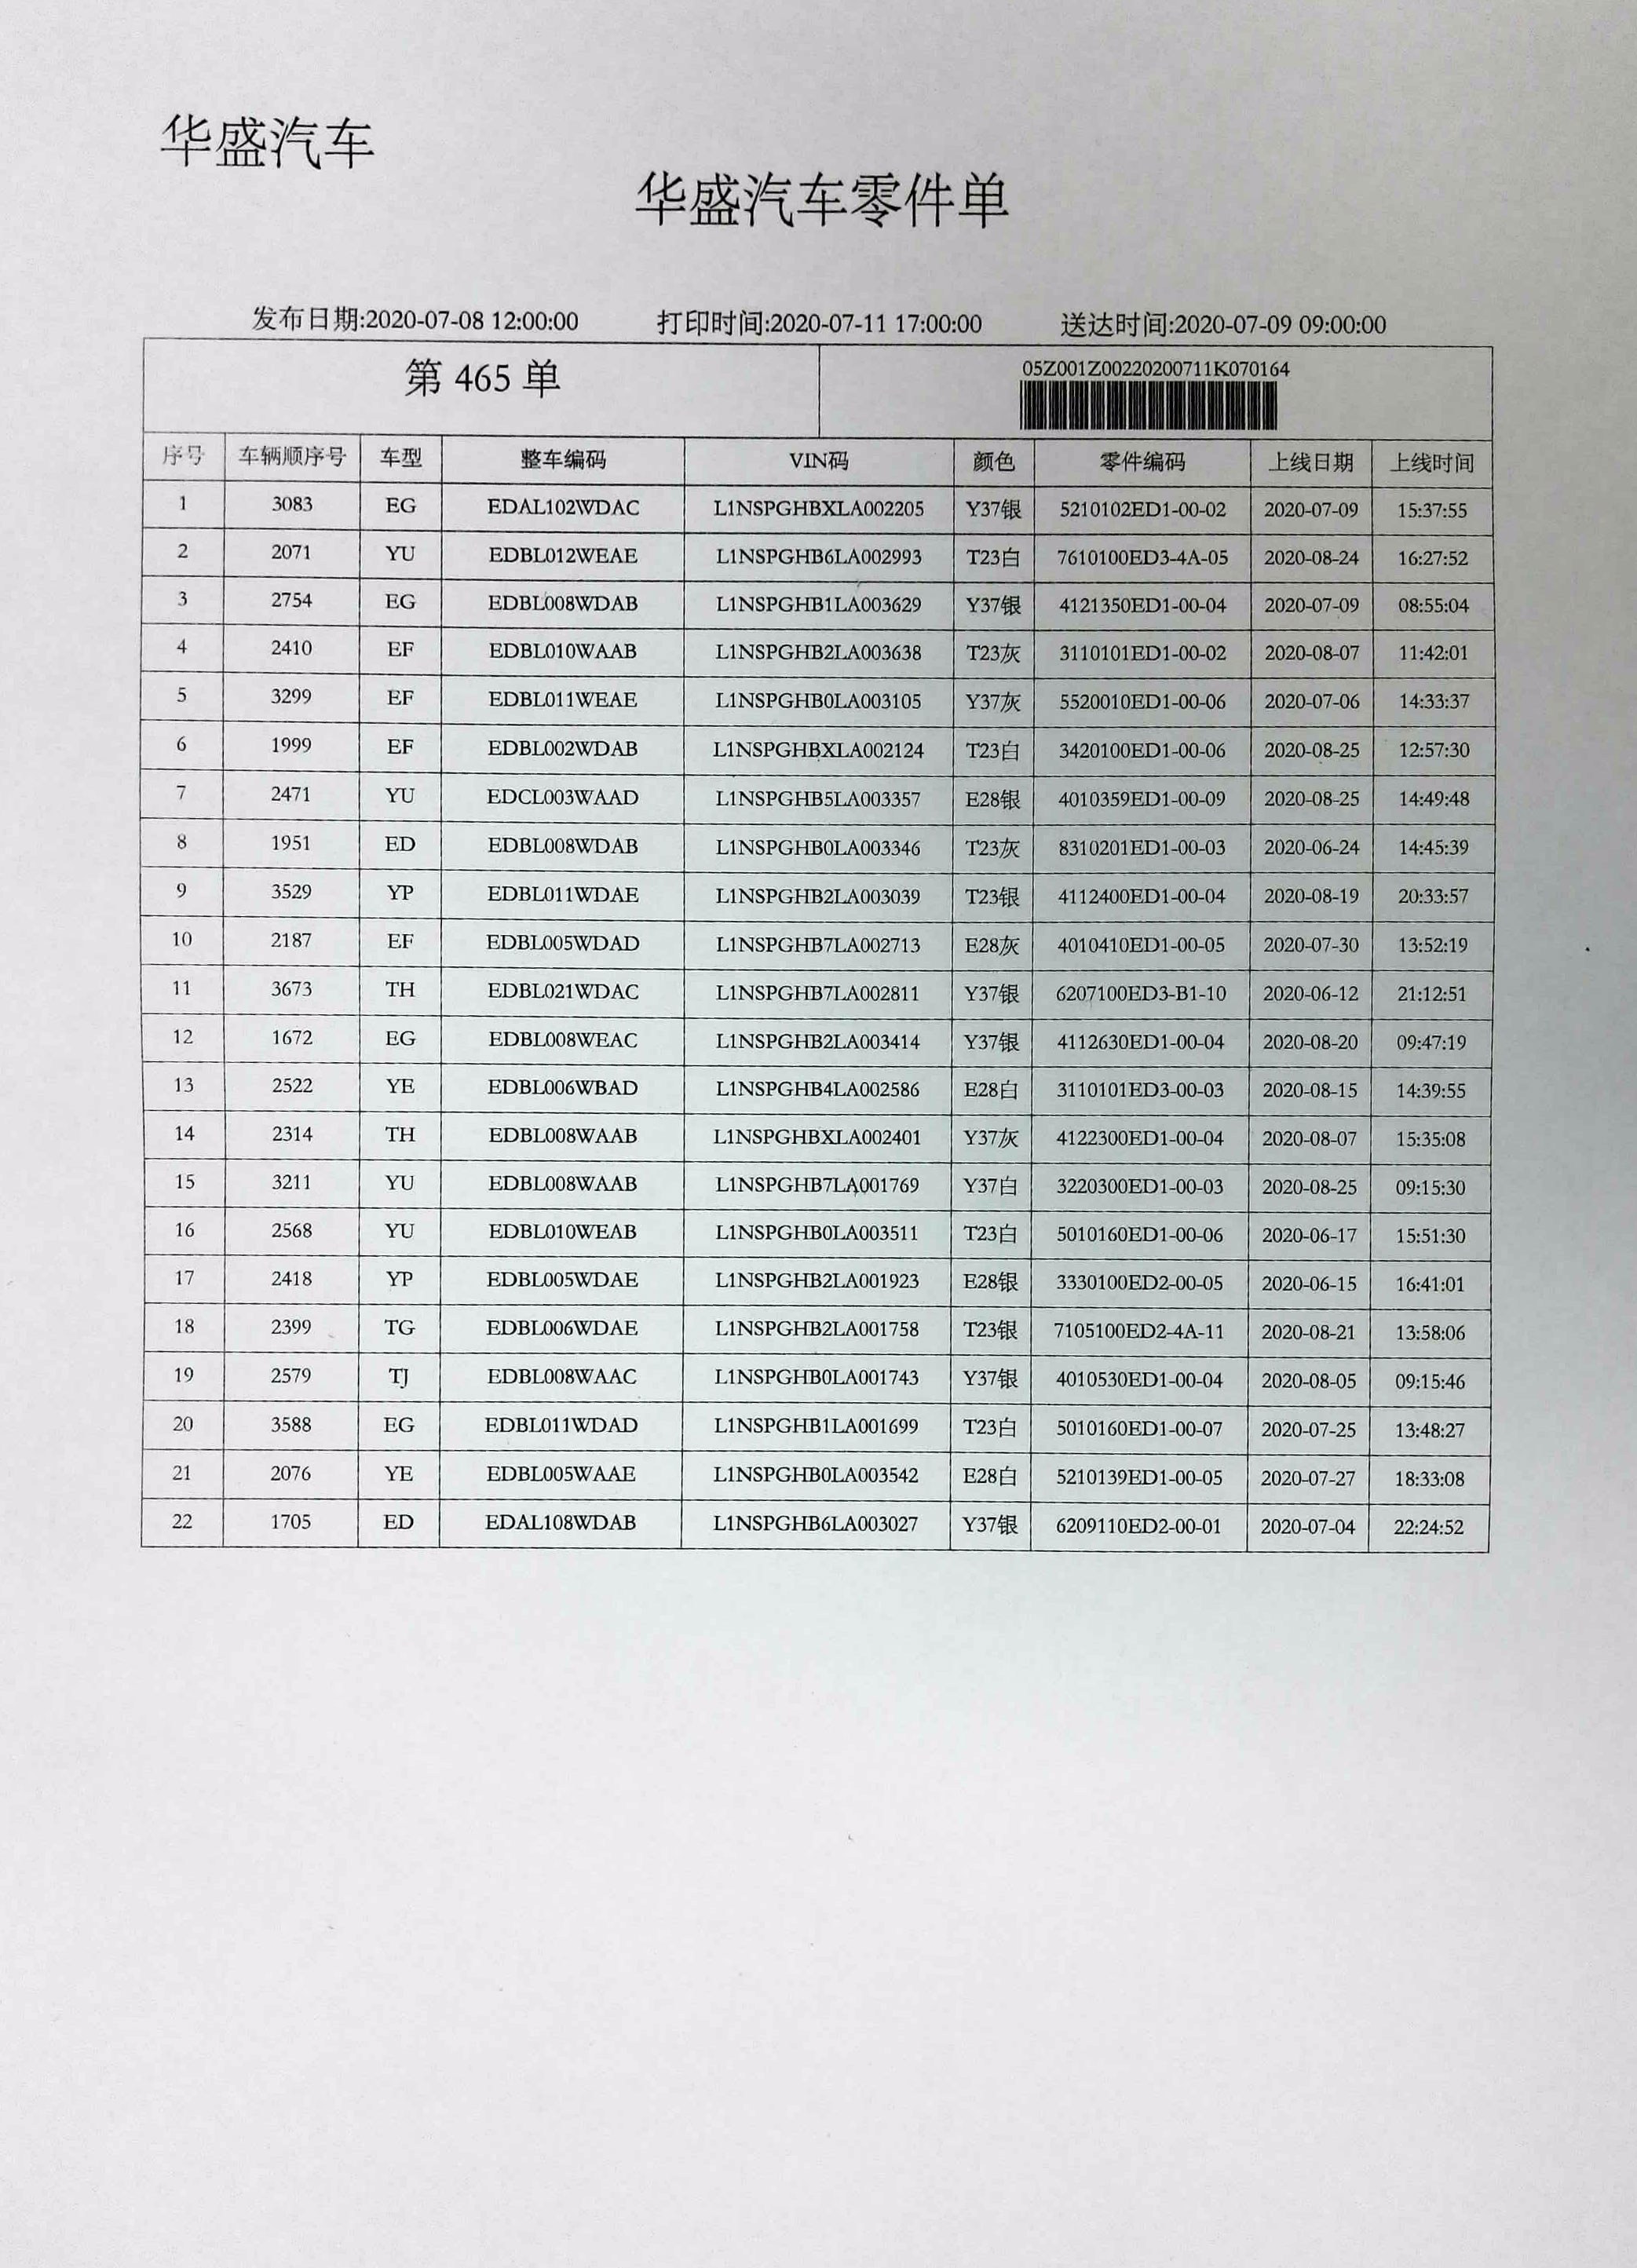 华盛汽车
华盛汽车零件单
发布日期:2020-07-08 12:00:00 打印时间:2020-07-11 17:00:00 送达时间:2020-07-09 09:00:00
第 465 单 05Z001Z00220200711K070164
序号 车辆顺序号 车型 整车编码 VIN码 颜色 零件编码 上线日期 上线时间
1 3083 EG EDAL102WDAC L1NSPGHBXLA002205 Y37银 5210102ED1-00-02 2020-07-09 15:37:55
2 2071 YU EDBL012WEAE L1NSPGHB6LA002993 T23白 7610100ED3-4A-05 2020-08-24 16:27:52
3 2754 EG EDBL008WDAB L1NSPGHB1LA003629 Y37银 4121350ED1-00-04 2020-07-09 08:55:04
4 2410 EF EDBL010WAAB L1NSPGHB2LA003638 T23灰 3110101ED1-00-02 2020-08-07 11:42:01
5 3299 EF EDBL011WEAE L1NSPGHB0LA003105 Y37灰 5520010ED1-00-06 2020-07-06 14:33:37
6 1999 EF EDBL002WDAB L1NSPGHBXLA002124 T23白 3420100ED1-00-06 2020-08-25 12:57:30
7 2471 YU EDCL003WAAD L1NSPGHB5LA003357 E28银 4010359ED1-00-09 2020-08-25 14:49:48
8 1951 ED EDBL008WDAB L1NSPGHB0LA003346 T23灰 8310201ED1-00-03 2020-06-24 14:45:39
9 3529 YP EDBL011WDAE L1NSPGHB2LA003039 T23银 4112400ED1-00-04 2020-08-19 20:33:57
10 2187 EF EDBL005WDAD L1NSPGHB7LA002713 E28灰 4010410ED1-00-05 2020-07-30 13:52:19
11 3673 TH EDBL021WDAC L1NSPGHB7LA002811 Y37银 6207100ED3-B1-10 2020-06-12 21:12:51
12 1672 EG EDBL008WEAC L1NSPGHB2LA003414 Y37银 4112630ED1-00-04 2020-08-20 09:47:19
13 2522 YE EDBL006WBAD L1NSPGHB4LA002586 E28白 3110101ED3-00-03 2020-08-15 14:39:55
14 2314 TH EDBL008WAAB L1NSPGHBXLA002401 Y37灰 4122300ED1-00-04 2020-08-07 15:35:08
15 3211 YU EDBL008WAAB L1NSPGHB7LA001769 Y37白 3220300ED1-00-03 2020-08-25 09:15:30
16 2568 YU EDBL010WEAB L1NSPGHB0LA003511 T23白 5010160ED1-00-06 2020-06-17 15:51:30
17 2418 YP EDBL005WDAE L1NSPGHB2LA001923 E28银 3330100ED2-00-05 2020-06-15 16:41:01
18 2399 TG EDBL006WDAE L1NSPGHB2LA001758 T23银 7105100ED2-4A-11 2020-08-21 13:58:06
19 2579 TJ EDBL008WAAC L1NSPGHB0LA001743 Y37银 4010530ED1-00-04 2020-08-05 09:15:46
20 3588 EG EDBL011WDAD L1NSPGHB1LA001699 T23白 5010160ED1-00-07 2020-07-25 13:48:27
21 2076 YE EDBL005WAAE L1NSPGHB0LA003542 E28白 5210139ED1-00-05 2020-07-27 18:33:08
22 1705 ED EDAL108WDAB L1NSPGHB6LA003027 Y37银 6209110ED2-00-01 2020-07-04 22:24:52